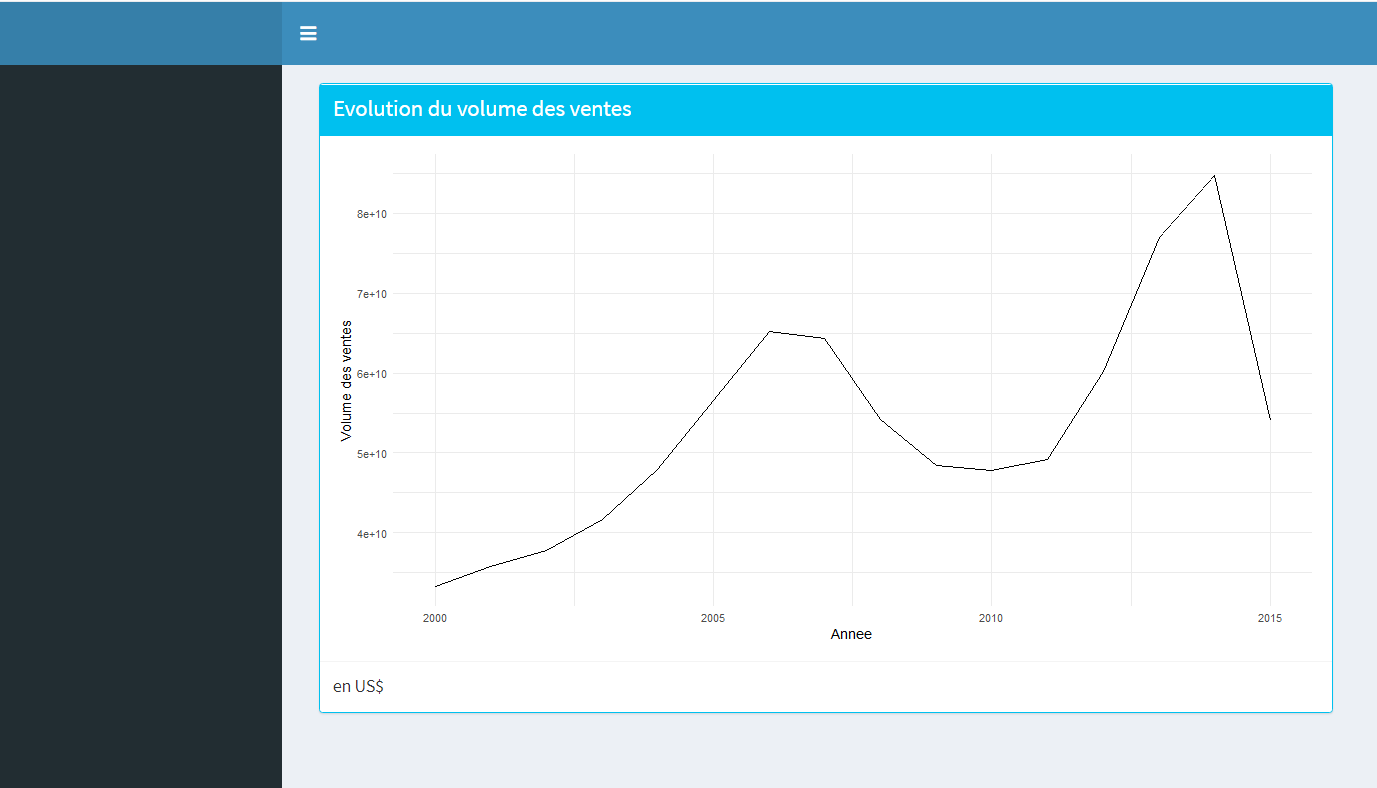 Evolution du volume des ventes
8e+10
7e+10
6e+10
5e+10
4e+10
Volume des ventes
2000 2005 2010 2015
Annee
en US$